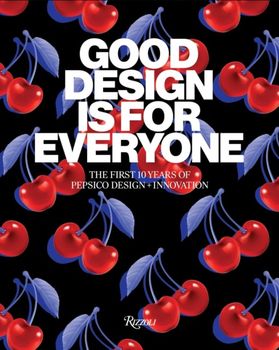 GOOD
DESIGN
IS FOR
EVERYONE
THE FIRST 10 YEARS OF
PEPSICO DESIGN + INNOVATION
RIZZOLI